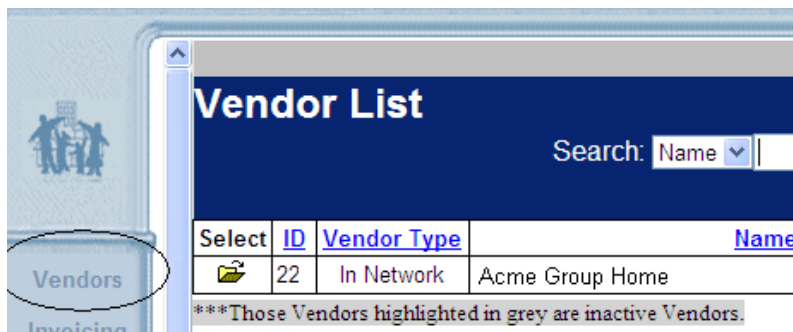 Vendor List
Search: Name
Select ID Vendor Type Name
22 In Network Acme Group Home
***Those Vendors highlighted in grey are inactive Vendors.
Vendors
Invoicing